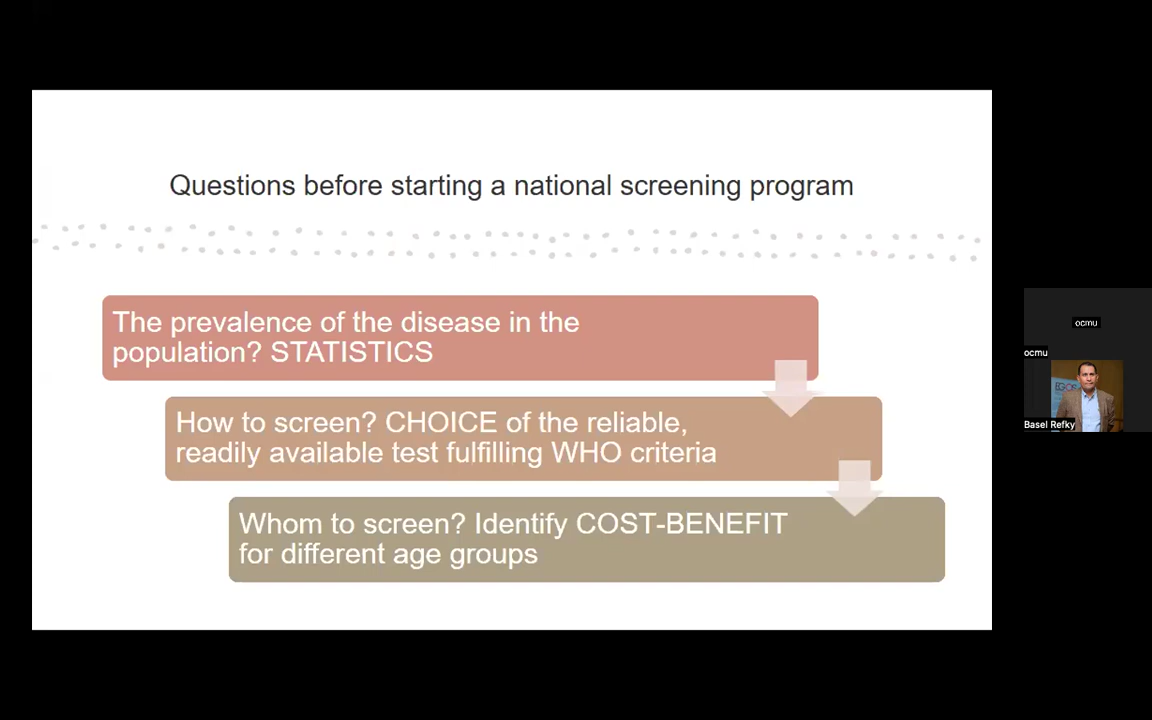 Questions before starting a national screening program
The prevalence of the disease in the
population? STATISTICS
How to screen? CHOICE of the reliable,
readily available test fulfilling WHO criteria
Whom to screen? Identify COST-BENEFIT
for different age groups
ocmu
ocmu
Basel Refky